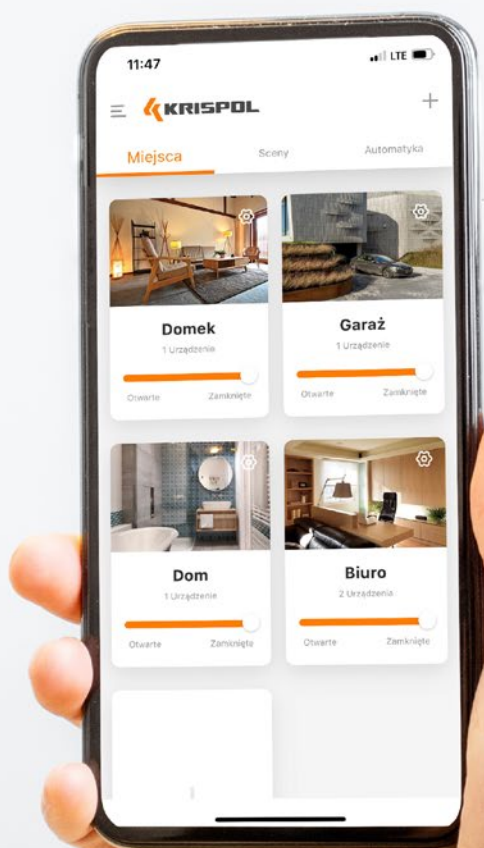 11:47 LTE
KRISPOL
Miejsca Sceny Automatyka
Domek
1 Urządzenie
Otwarte Zamknięte
Garaż
1 Urządzenie
Otwarte Zamknięte
Dom
1 Urządzenie
Otwarte Zamknięte
Biuro
2 Urządzenia
Otwarte Zamknięte